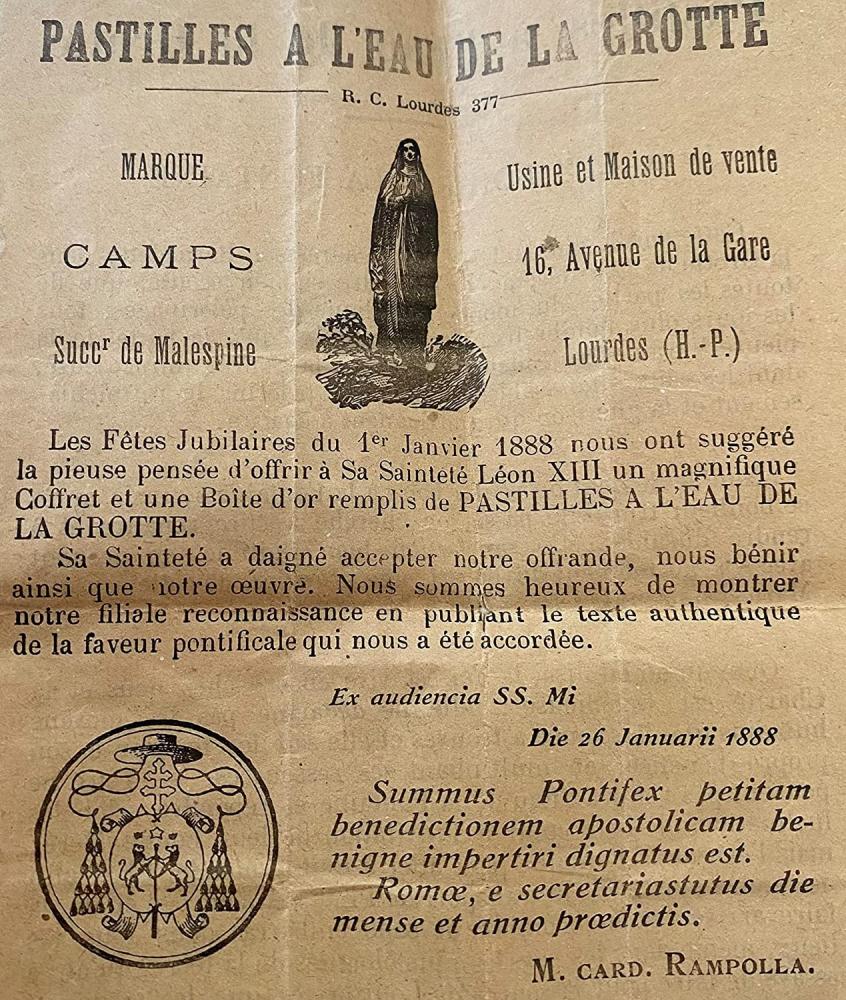 PASTILLES A L'EAU DE LA GROTTE
R. C. Lourdes 377
MARQUE
CAMPS
Succr de Malespine
Usine et Maison de vente
16, Avenue de la Gare
Lourdes (H.-P.)
Les Fêtes Jubilaires du 1er Janvier 1888 nous ont suggéré
la pieuse pensée d'offrir à Sa Sainteté Léon XIII un magnifique
Coffret et une Boîte d'or remplis de PASTILLES A L'EAU DE
LA GROTTE.
Sa Sainteté a daigné accepter notre offrande, nous bénir
ainsi que notre œuvre. Nous sommes heureux de montrer
notre filiale reconnaissance en publiant le texte authentique
de la faveur pontificale qui nous a été accordée.
Ex audiencia SS. Mi
Die 26 Januarii 1888
Summus Pontifex petitam
benedictionem apostolicam be-
nigne impertiri dignatus est.
Romœ, e secretariastutus die
mense et anno prœdictis.
M. CARD. RAMPOLLA.